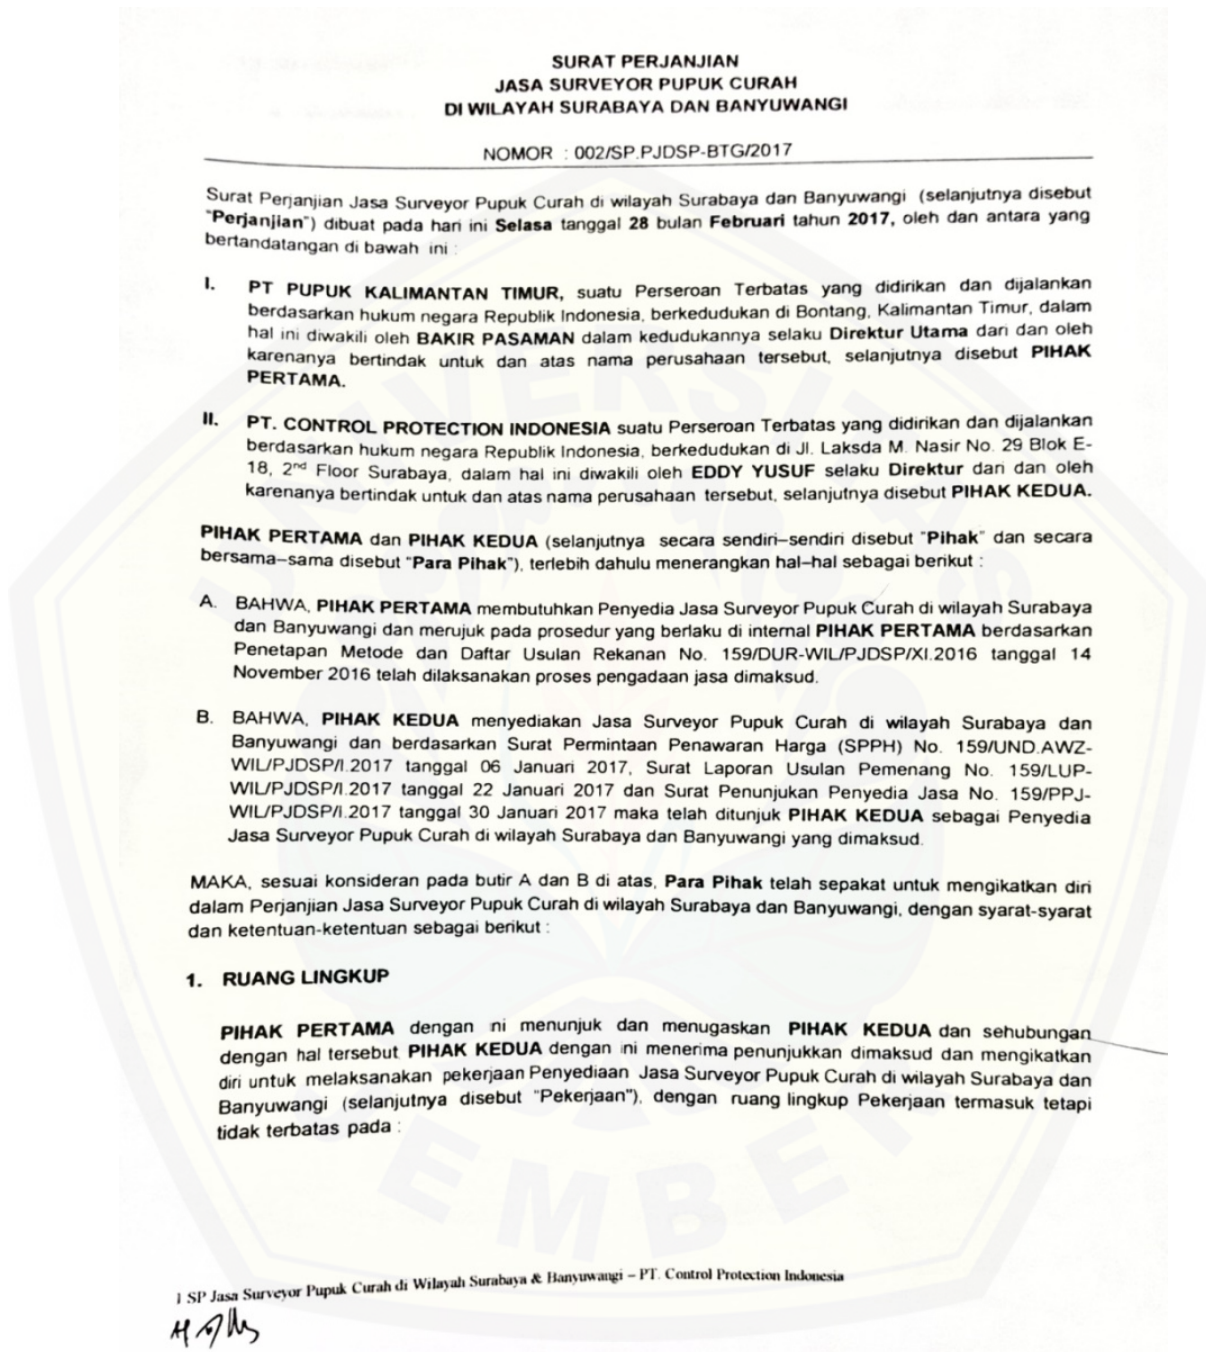 SURAT PERJANJIAN
JASA SURVEYOR PUPUK CURAH
DI WILAYAH SURABAYA DAN BANYUWANGI
NOMOR : 002/SP.PJDSP-BTG/2017
Surat Perjanjian Jasa Surveyor Pupuk Curah di wilayah Surabaya dan Banyuwangi (selanjutnya disebut
"Perjanjian") dibuat pada hari ini Selasa tanggal 28 bulan Februari tahun 2017, oleh dan antara yang
bertandatangan di bawah ini :
I. PT PUPUK KALIMANTAN TIMUR, suatu Perseroan Terbatas yang didirikan dan dijalankan
berdasarkan hukum negara Republik Indonesia, berkedudukan di Bontang, Kalimantan Timur, dalam
hal ini diwakili oleh BAKIR PASAMAN dalam kedudukannya selaku Direktur Utama dari dan oleh
karenanya bertindak untuk dan atas nama perusahaan tersebut, selanjutnya disebut PIHAK
PERTAMA.
II. PT. CONTROL PROTECTION INDONESIA suatu Perseroan Terbatas yang didirikan dan dijalankan
berdasarkan hukum negara Republik Indonesia, berkedudukan di Jl. Laksda M. Nasir No. 29 Blok E-
18, 2nd Floor Surabaya, dalam hal ini diwakili oleh EDDY YUSUF selaku Direktur dari dan oleh
karenanya bertindak untuk dan atas nama perusahaan tersebut, selanjutnya disebut PIHAK KEDUA.
PIHAK PERTAMA dan PIHAK KEDUA (selanjutnya secara sendiri–sendiri disebut "Pihak" dan secara
bersama–sama disebut "Para Pihak"), terlebih dahulu menerangkan hal–hal sebagai berikut :
A. BAHWA, PIHAK PERTAMA membutuhkan Penyedia Jasa Surveyor Pupuk Curah di wilayah Surabaya
dan Banyuwangi dan merujuk pada prosedur yang berlaku di internal PIHAK PERTAMA berdasarkan
Penetapan Metode dan Daftar Usulan Rekanan No. 159/DUR-WIL/PJDSP/XI.2016 tanggal 14
November 2016 telah dilaksanakan proses pengadaan jasa dimaksud.
B. BAHWA, PIHAK KEDUA menyediakan Jasa Surveyor Pupuk Curah di wilayah Surabaya dan
Banyuwangi dan berdasarkan Surat Permintaan Penawaran Harga (SPPH) No. 159/UND.AWZ-
WIL/PJDSP/I.2017 tanggal 06 Januari 2017, Surat Laporan Usulan Pemenang No. 159/LUP-
WIL/PJDSP/I.2017 tanggal 22 Januari 2017 dan Surat Penunjukan Penyedia Jasa No. 159/PPJ-
WIL/PJDSP/I.2017 tanggal 30 Januari 2017 maka telah ditunjuk PIHAK KEDUA sebagai Penyedia
Jasa Surveyor Pupuk Curah di wilayah Surabaya dan Banyuwangi yang dimaksud.
MAKA, sesuai konsideran pada butir A dan B di atas, Para Pihak telah sepakat untuk mengikatkan diri
dalam Perjanjian Jasa Surveyor Pupuk Curah di wilayah Surabaya dan Banyuwangi, dengan syarat-syarat
dan ketentuan-ketentuan sebagai berikut :
1. RUANG LINGKUP
PIHAK PERTAMA dengan ni menunjuk dan menugaskan PIHAK KEDUA dan sehubungan
dengan hal tersebut PIHAK KEDUA dengan ini menerima penunjukkan dimaksud dan mengikatkan
diri untuk melaksanakan pekerjaan Penyediaan Jasa Surveyor Pupuk Curah di wilayah Surabaya dan
Banyuwangi (selanjutnya disebut "Pekerjaan"), dengan ruang lingkup Pekerjaan termasuk tetapi
tidak terbatas pada :
UNIVERSITAS
JEMBER
1 SP Jasa Surveyor Pupuk Curah di Wilayah Surabaya & Banyuwangi – PT. Control Protection Indonesia